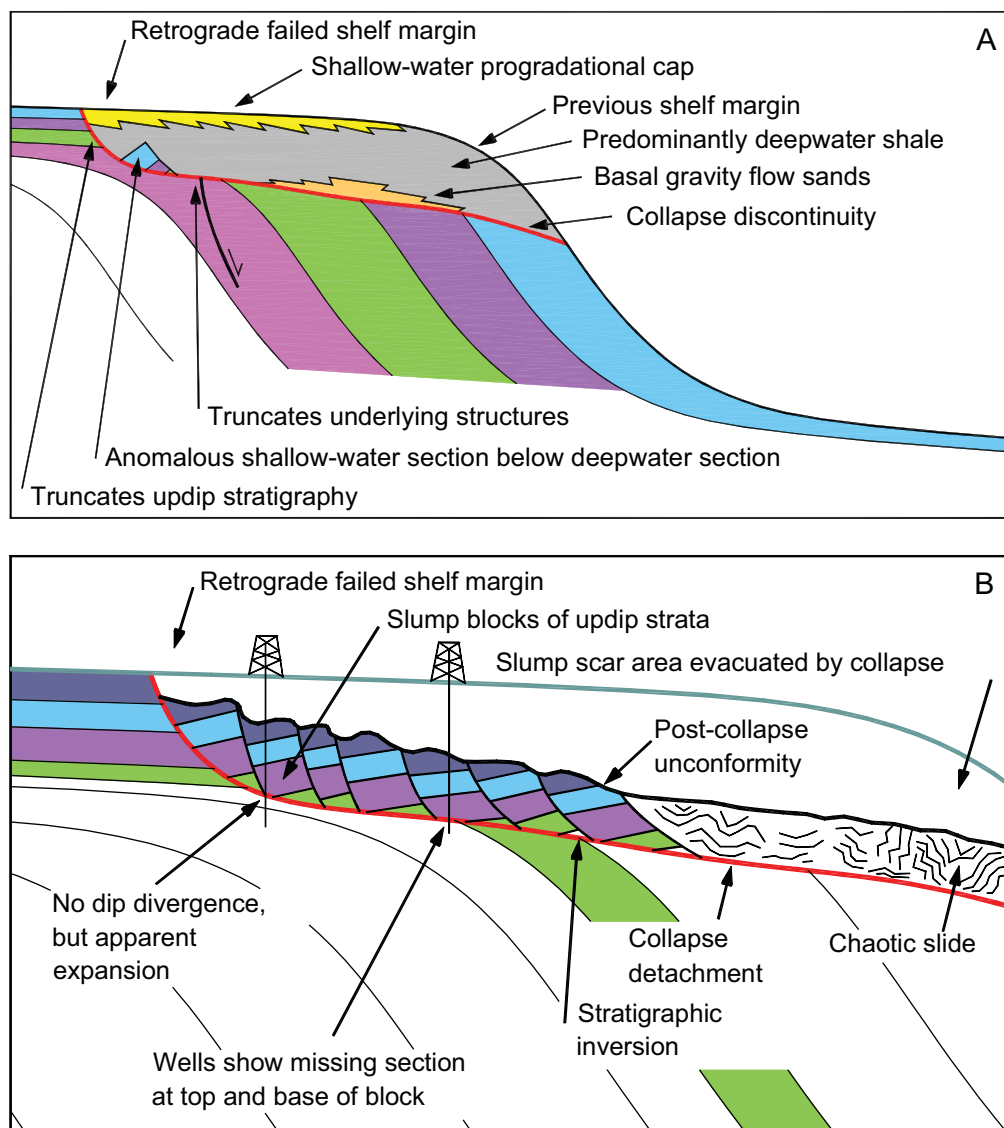 A
Retrograde failed shelf margin
Shallow-water progradational cap
Previous shelf margin
Predominantly deepwater shale
Basal gravity flow sands
Collapse discontinuity
Truncates underlying structures
Anomalous shallow-water section below deepwater section
Truncates updip stratigraphy
B
Retrograde failed shelf margin
Slump blocks of updip strata
Slump scar area evacuated by collapse
Post-collapse
unconformity
No dip divergence,
but apparent
expansion
Collapse
detachment
Chaotic slide
Stratigraphic
inversion
Wells show missing section
at top and base of block